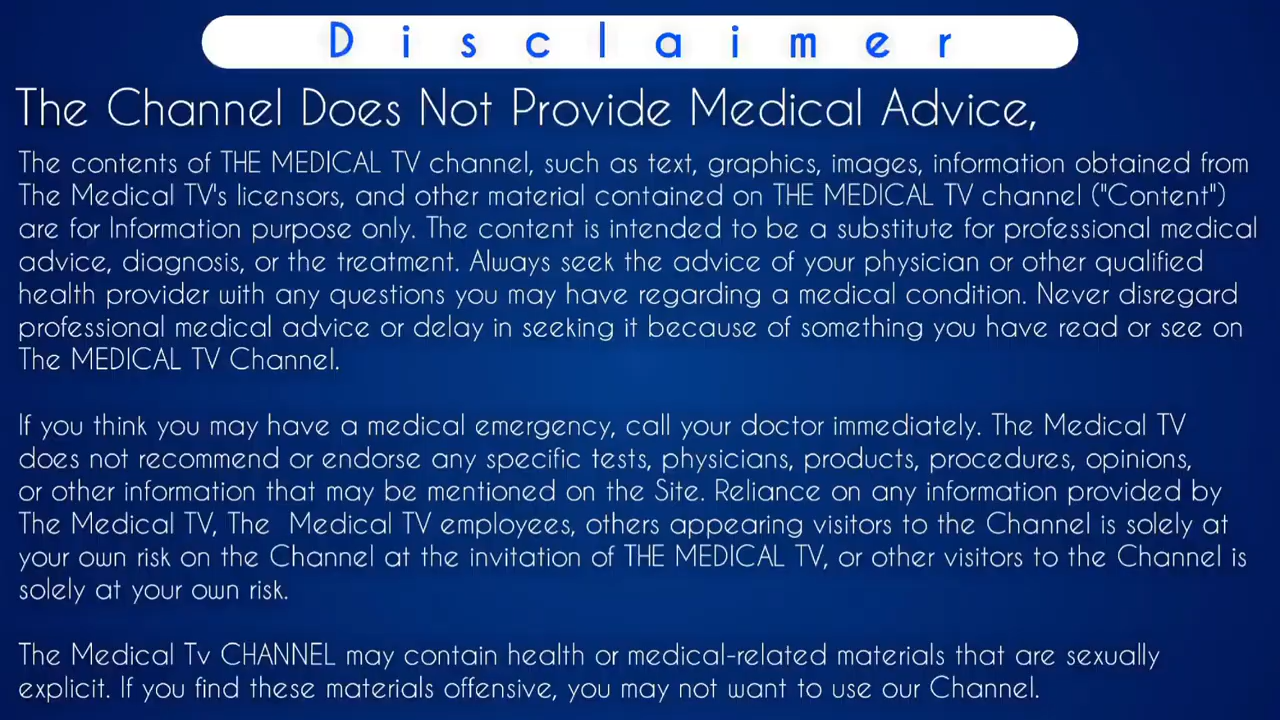 Disclaimer
The Channel Does Not Provide Medical Advice,
The contents of THE MEDICAL TV channel, such as text, graphics, images, information obtained from
The Medical TV's licensors, and other material contained on THE MEDICAL TV channel ("Content")
are for Information purpose only. The content is intended to be a substitute for professional medical
advice, diagnosis, or the treatment. Always seek the advice of your physician or other qualified
health provider with any questions you may have regarding a medical condition. Never disregard
professional medical advice or delay in seeking it because of something you have read or see on
The MEDICAL TV Channel.
If you think you may have a medical emergency, call your doctor immediately. The Medical TV
does not recommend or endorse any specific tests, physicians, products, procedures, opinions,
or other information that may be mentioned on the Site. Reliance on any information provided by
The Medical TV, The Medical TV employees, others appearing visitors to the Channel is solely at
your own risk on the Channel at the invitation of THE MEDICAL TV, or other visitors to the Channel is
solely at your own risk.
The Medical Tv CHANNEL may contain health or medical-related materials that are sexually
explicit. If you find these materials offensive, you may not want to use our Channel.